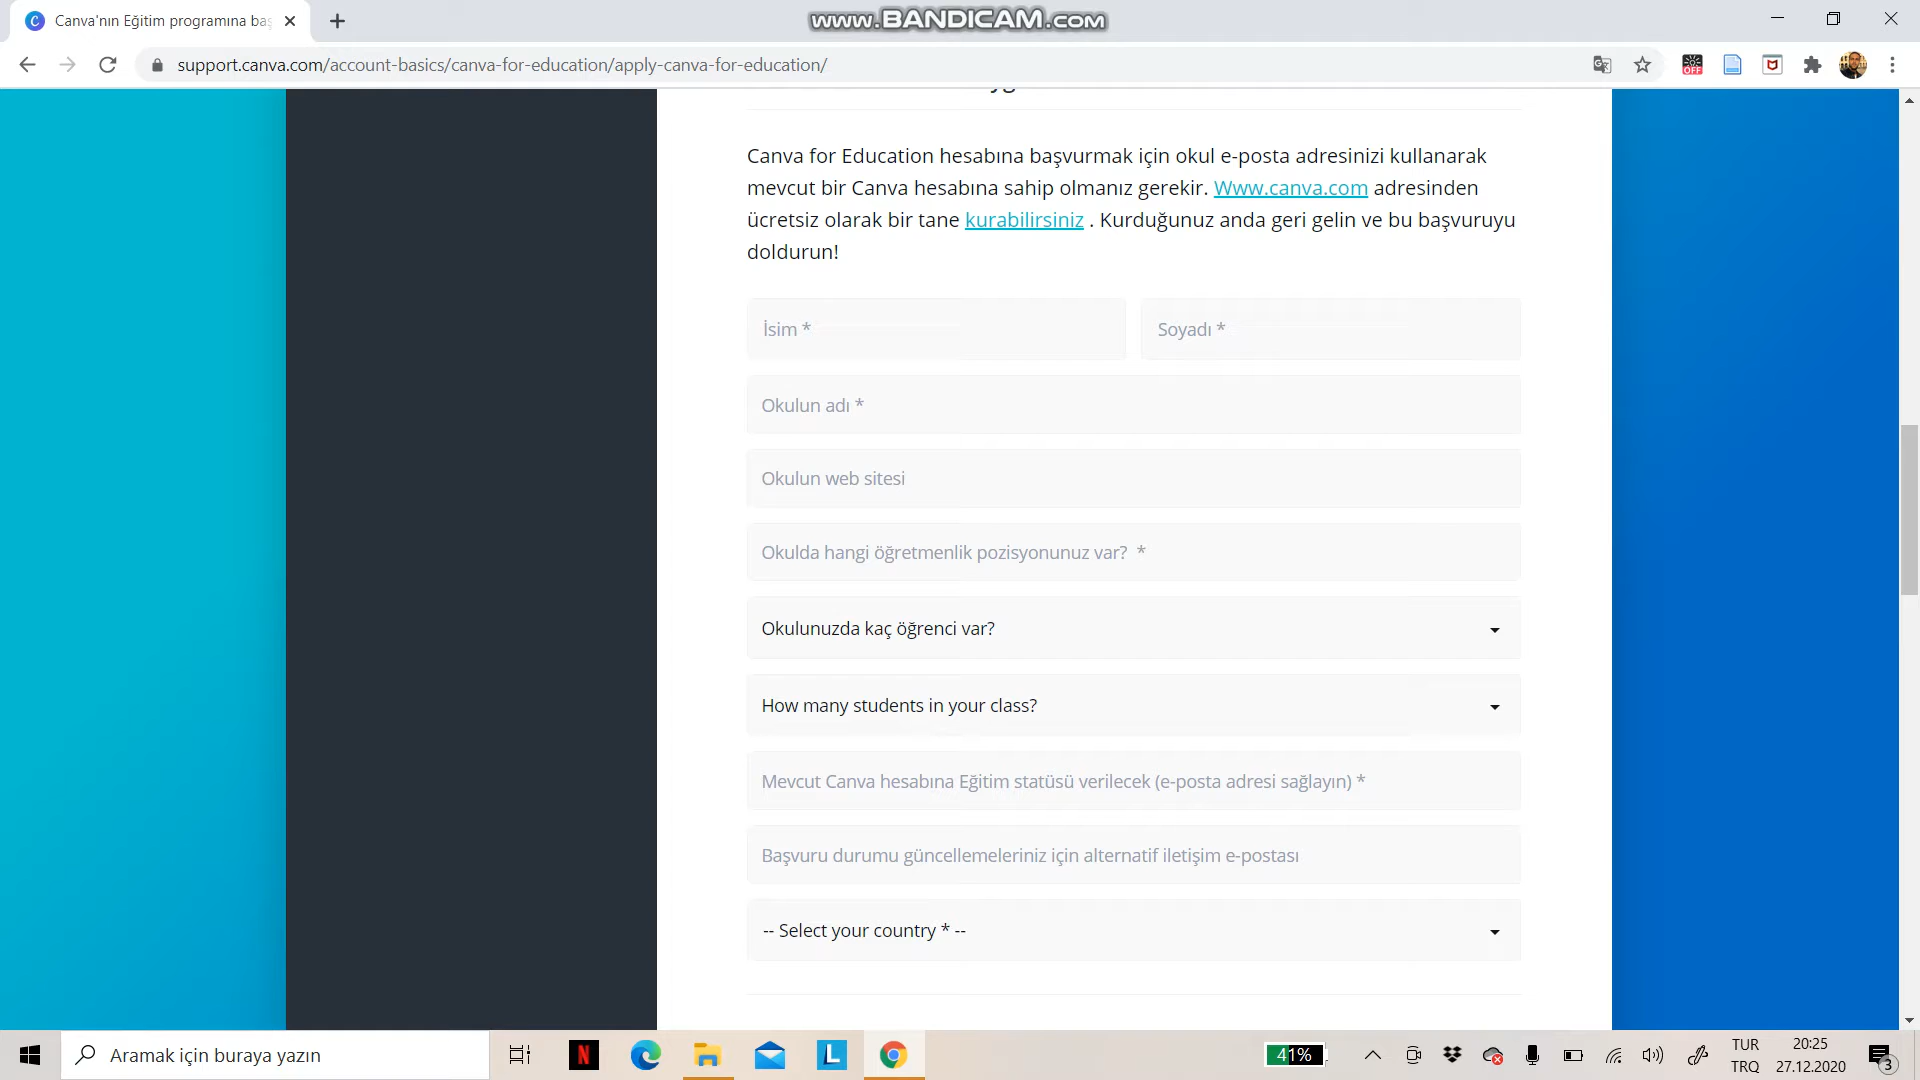 Canva'nın Eğitim programına baş
www.BANDICAM.com
support.canva.com/account-basics/canva-for-education/apply-canva-for-education/
OFF
Canva for Education hesabına başvurmak için okul e-posta adresinizi kullanarak
mevcut bir Canva hesabına sahip olmanız gerekir. Www.canva.com adresinden
ücretsiz olarak bir tane kurabilirsiniz . Kurduğunuz anda geri gelin ve bu başvuruyu
doldurun!
İsim *
Soyadı *
Okulun adı *
Okulun web sitesi
Okulda hangi öğretmenlik pozisyonunuz var? *
Okulunuzda kaç öğrenci var?
How many students in your class?
Mevcut Canva hesabına Eğitim statüsü verilecek (e-posta adresi sağlayın) *
Başvuru durumu güncellemeleriniz için alternatif iletişim e-postası
-- Select your country * --
Aramak için buraya yazın
N
L
41%
TUR
TRQ
20:25
27.12.2020
3